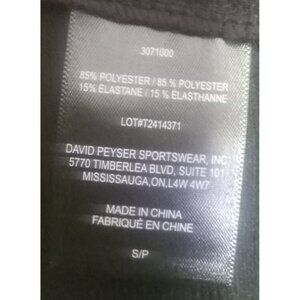 3071000
85% POLYESTER / 85 % POLYESTER
15% ELASTANE / 15 % ELASTHANNE
LOT#T2414371
DAVID PEYSER SPORTSWEAR, INC
5770 TIMBERLEA BLVD, SUITE 101
MISSISSAUGA,ON,L4W 4W7
MADE IN CHINA
FABRIQUÉ EN CHINE
S/P